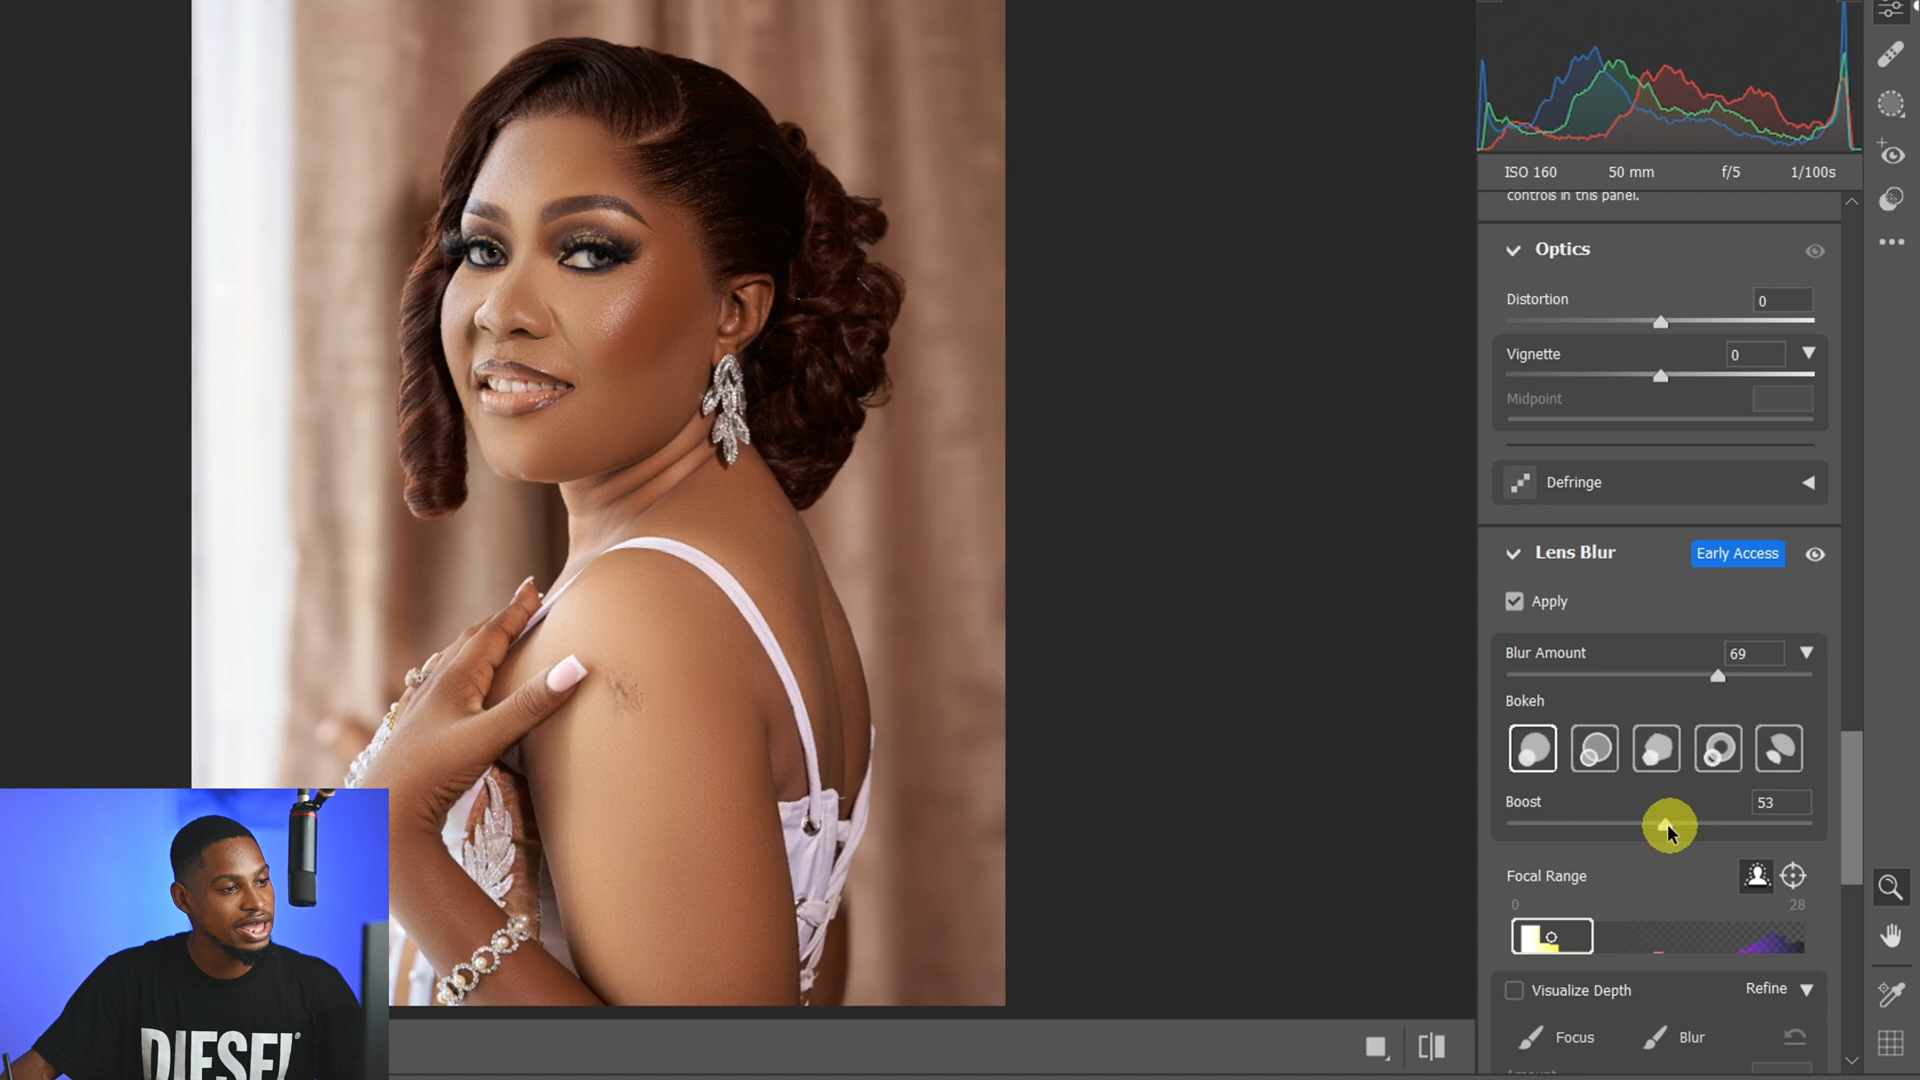 ISO 160 50 mm f/5 1/100s
controls in this panel.
Optics
Distortion 0
Vignette 0
Midpoint
Defringe
Lens Blur Early Access
Apply
Blur Amount 69
Bokeh
Boost 53
Focal Range
0 28
Visualize Depth Refine
Focus Blur
DIESEL